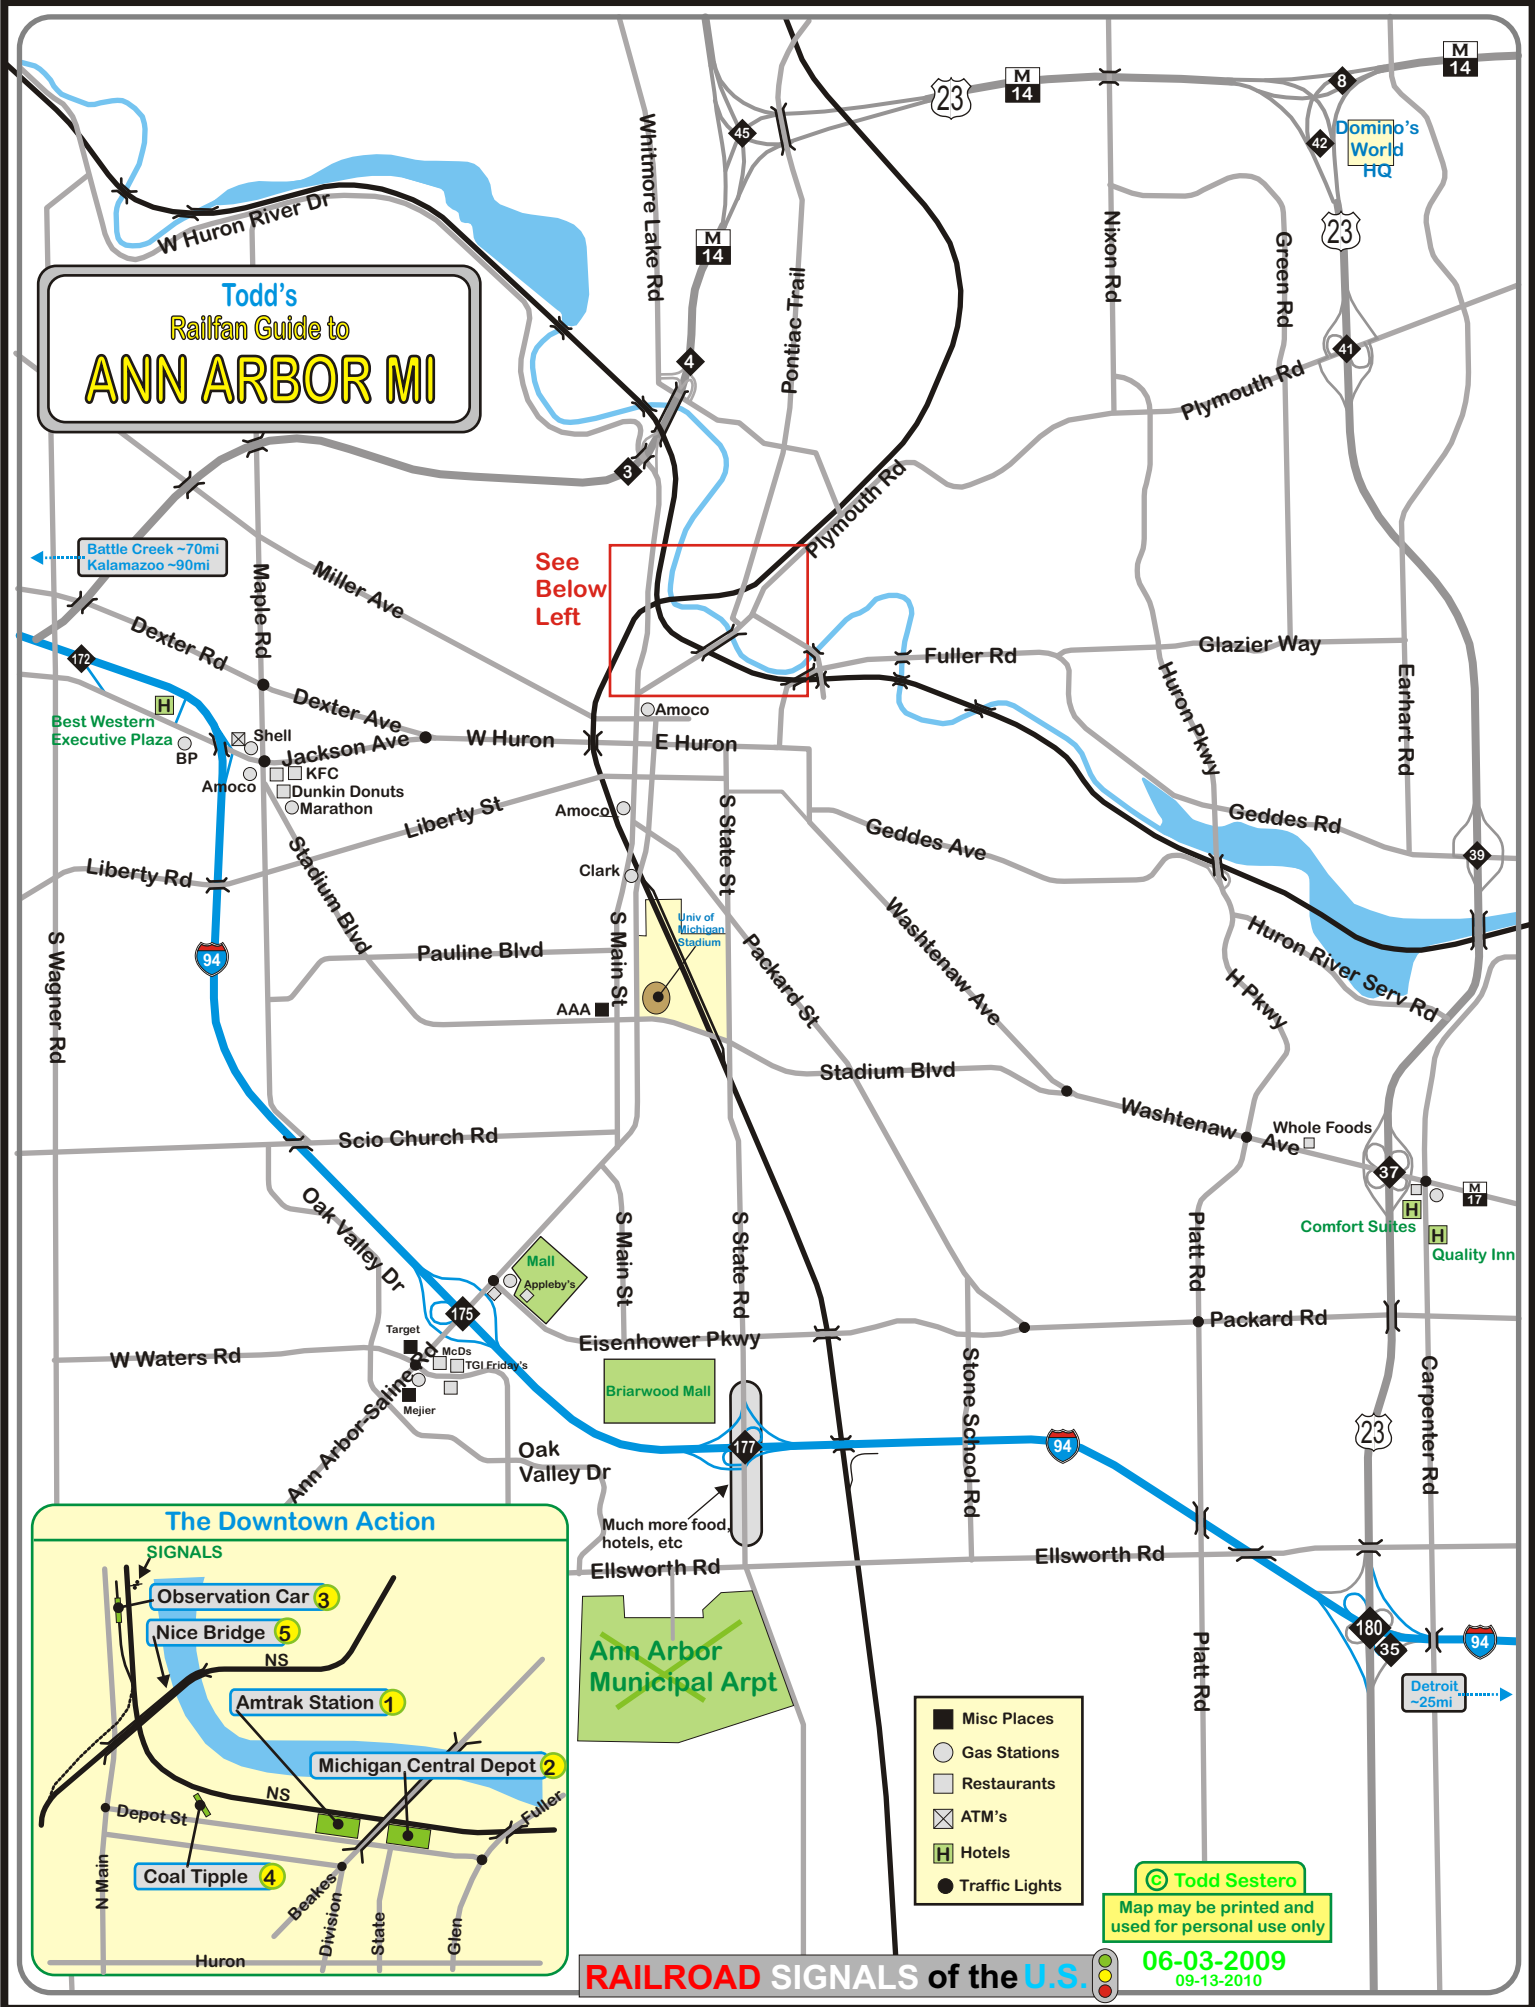 M
14
23
M
14
8
45
42
Domino's
World
HQ
Whitmore Lake Rd
W Huron River Dr
Nixon Rd
Green Rd
23
M
14
Pontiac Trail
Todd's
Railfan Guide to
ANN ARBOR MI
4
41
Plymouth Rd
3
Plymouth Rd
Battle Creek ~70mi
Kalamazoo ~90mi
See
Below
Left
Maple Rd
Miller Ave
Dexter Rd
172
Fuller Rd
Glazier Way
Huron Pkwy
Earhart Rd
H
Best Western
Executive Plaza
BP
Shell
Dexter Ave
Jackson Ave
W Huron
E Huron
Amoco
Amoco
KFC
Dunkin Donuts
Marathon
Liberty St
Amoco
S State St
Geddes Ave
Geddes Rd
39
Liberty Rd
Stadium Blvd
Clark
S Main St
Univ of
Michigan
Stadium
Washtenaw Ave
Huron River Serv Rd
S Wagner Rd
94
Pauline Blvd
Packard St
H Pkwy
AAA
Stadium Blvd
Washtenaw
Ave
Whole Foods
Scio Church Rd
37
M
17
H
Comfort Suites
H
Quality Inn
Oak Valley Dr
S Main St
S State Rd
Platt Rd
Mall
Appleby's
175
Eisenhower Pkwy
Packard Rd
Target
McDs
TGI Friday's
Mejier
W Waters Rd
Ann Arbor-Saline Rd
Briarwood Mall
Stone School Rd
Carpenter Rd
23
177
94
Oak
Valley Dr
Much more food,
hotels, etc
Ellsworth Rd
Ellsworth Rd
Platt Rd
180
35
94
Detroit
~25mi
Ann Arbor
Municipal Arpt
The Downtown Action
SIGNALS
Observation Car 3
Nice Bridge 5
NS
Amtrak Station 1
Michigan Central Depot 2
NS
Depot St
Fuller
Coal Tipple 4
N Main
Beakes
Division
State
Glen
Huron
Misc Places
Gas Stations
Restaurants
ATM's
H Hotels
Traffic Lights
© Todd Sestero
Map may be printed and
used for personal use only
06-03-2009
09-13-2010
RAILROAD SIGNALS of the U.S.